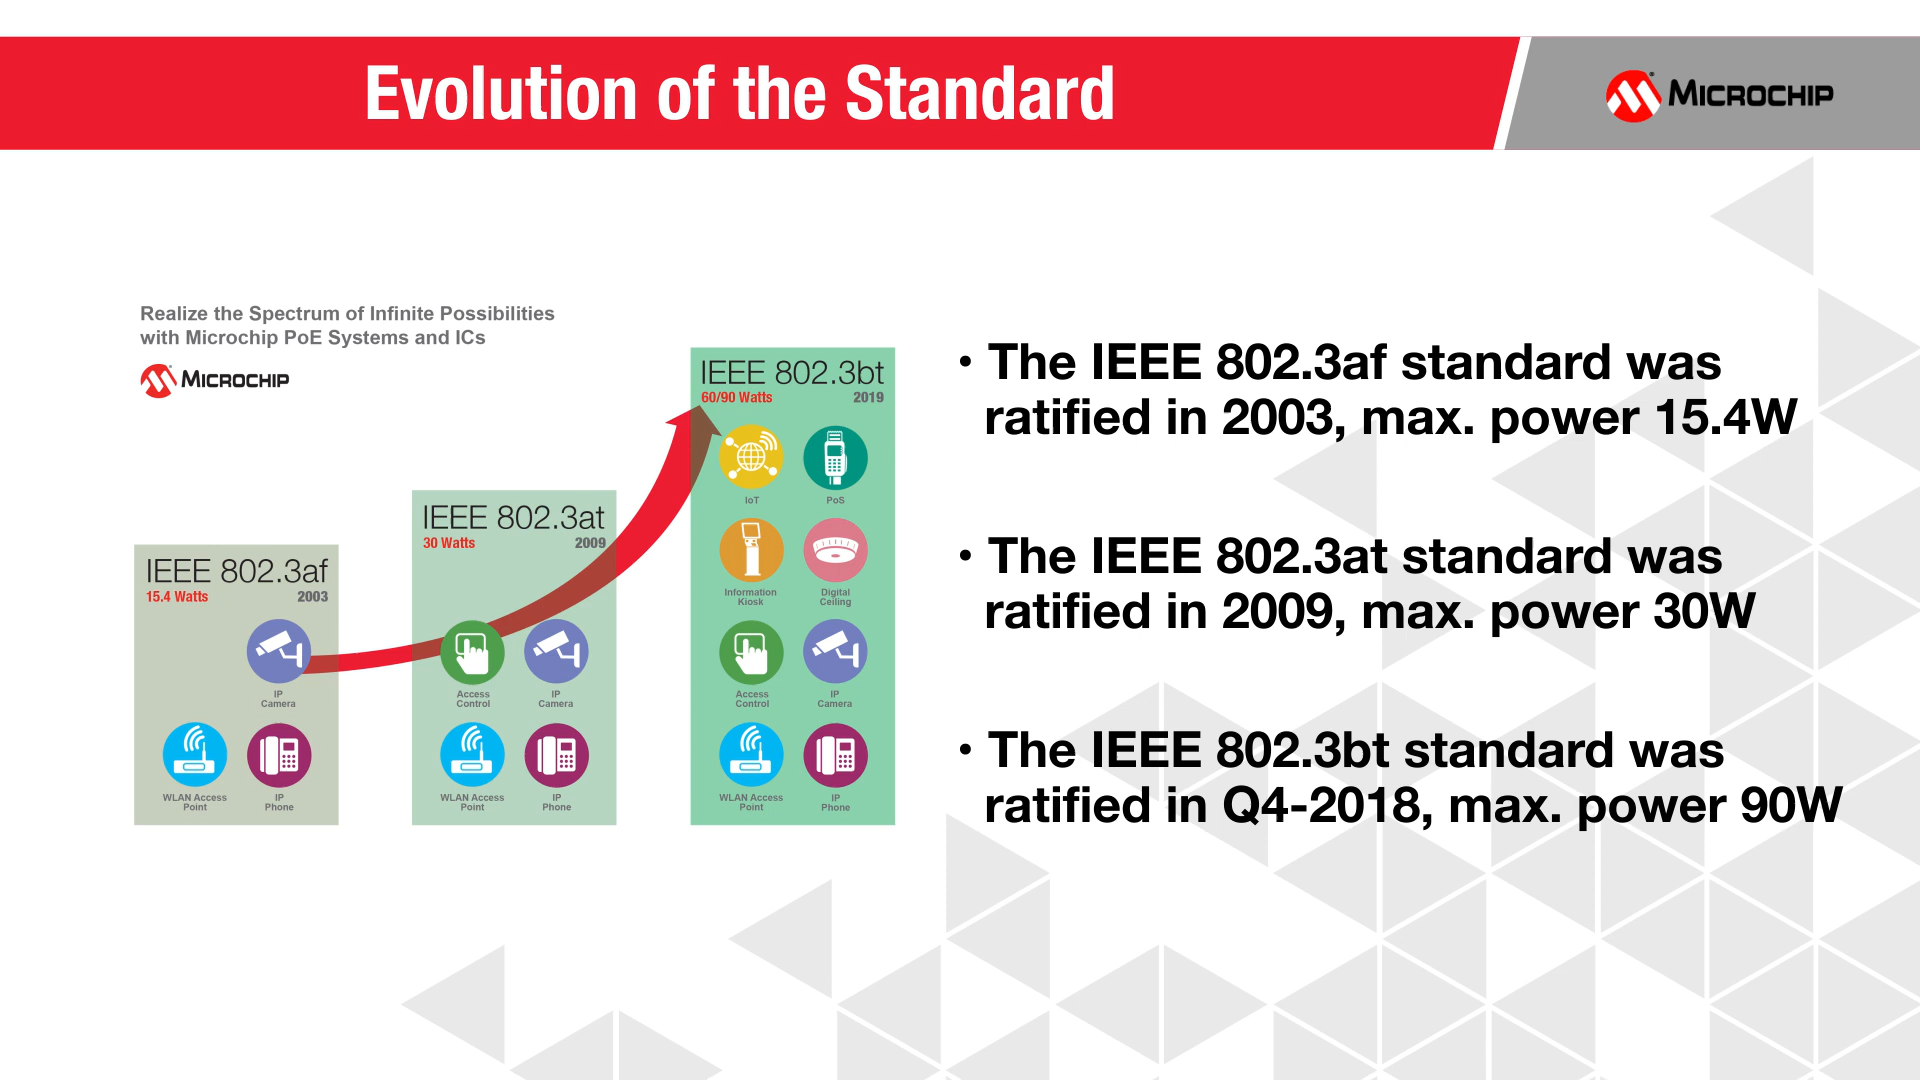 Evolution of the Standard
MICROCHIP
Realize the Spectrum of Infinite Possibilities
with Microchip PoE Systems and ICs
MICROCHIP
IEEE 802.3af
15.4 Watts 2003
IP
Camera
WLAN Access
Point
IP
Phone
IEEE 802.3at
30 Watts 2009
Access
Control
IP
Camera
WLAN Access
Point
IP
Phone
IEEE 802.3bt
60/90 Watts 2019
IoT
PoS
Information
Kiosk
Digital
Ceiling
Access
Control
IP
Camera
WLAN Access
Point
IP
Phone
• The IEEE 802.3af standard was
ratified in 2003, max. power 15.4W
• The IEEE 802.3at standard was
ratified in 2009, max. power 30W
• The IEEE 802.3bt standard was
ratified in Q4-2018, max. power 90W